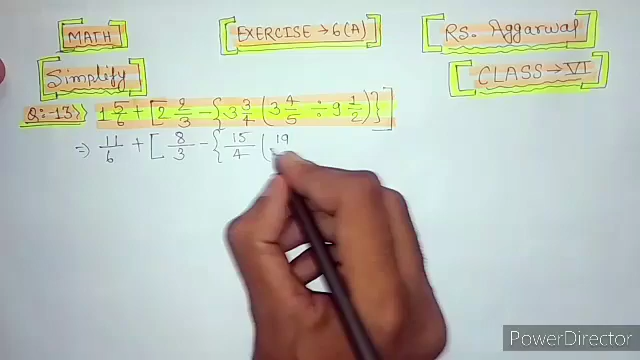 MATH
EXERCISE → 6(A)
RS. Aggarwal
Simplify
CLASS → VI
Q:-13> 1 5/6 + [2 2/3 - {3 3/4 (3 4/5 ÷ 9 1/2)}]
⇒ 11/6 + [ 8/3 - { 15/4 ( 19
PowerDirector